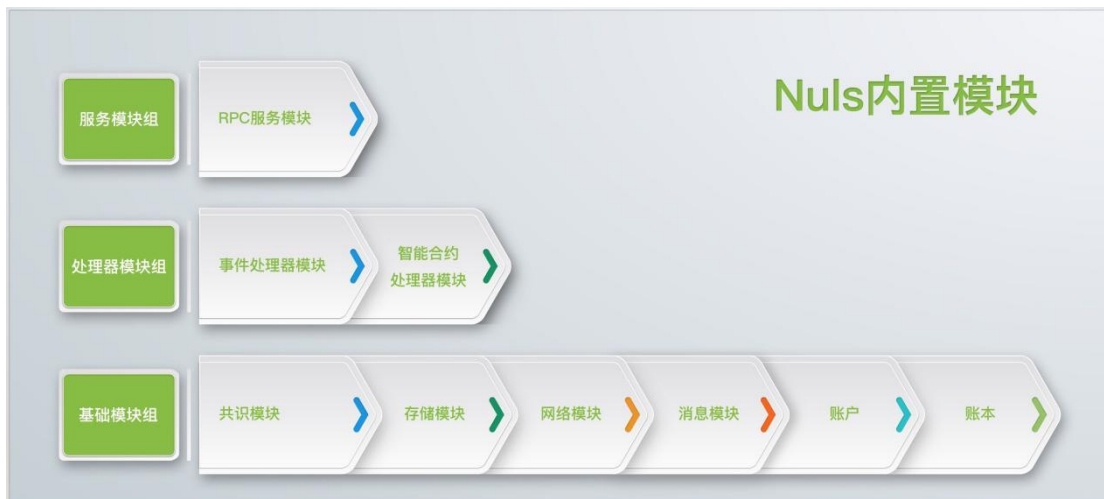 Nuls内置模块
服务模块组
RPC服务模块
处理器模块组
事件处理器模块
智能合约
处理器模块
基础模块组
共识模块
存储模块
网络模块
消息模块
账户
账本